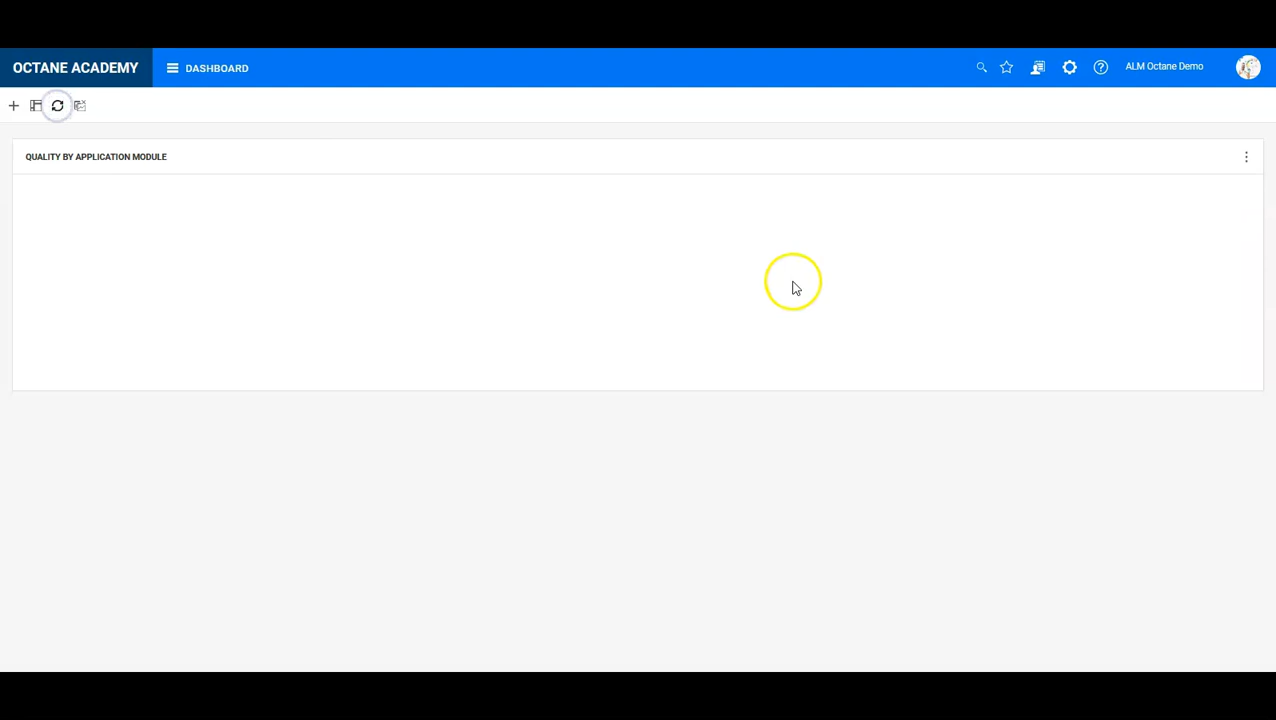 OCTANE ACADEMY
DASHBOARD
ALM Octane Demo
QUALITY BY APPLICATION MODULE